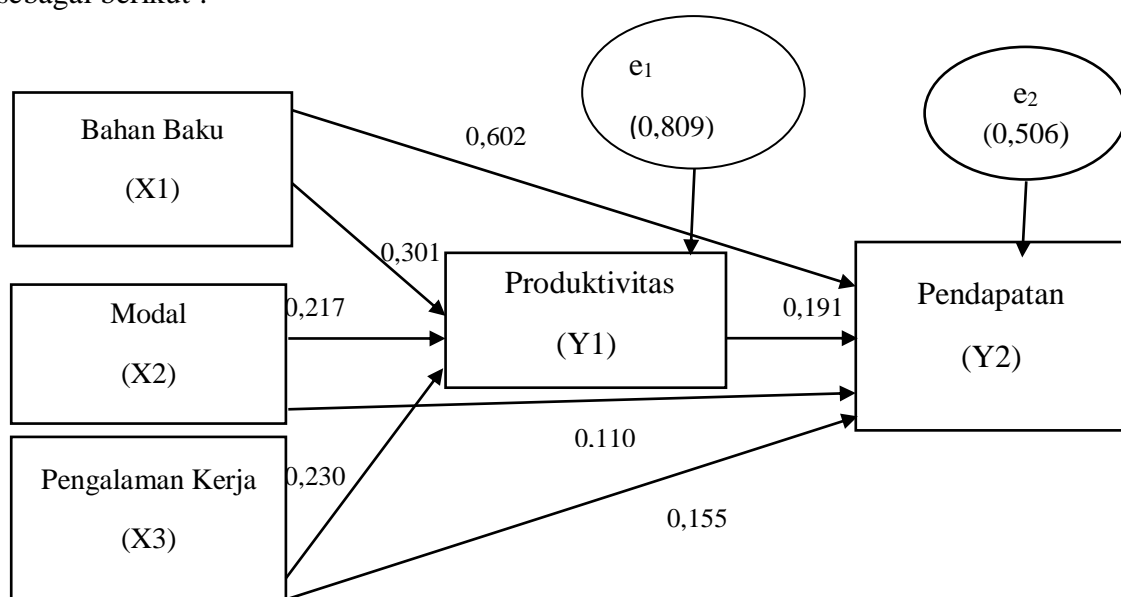 sebagai berikut :
e1
(0,809)
e2
(0,506)
Bahan Baku
(X1)
0,602
0,301
Produktivitas
(Y1)
0,191
Pendapatan
(Y2)
Modal
(X2)
0,217
0,110
Pengalaman Kerja
(X3)
0,230
0,155